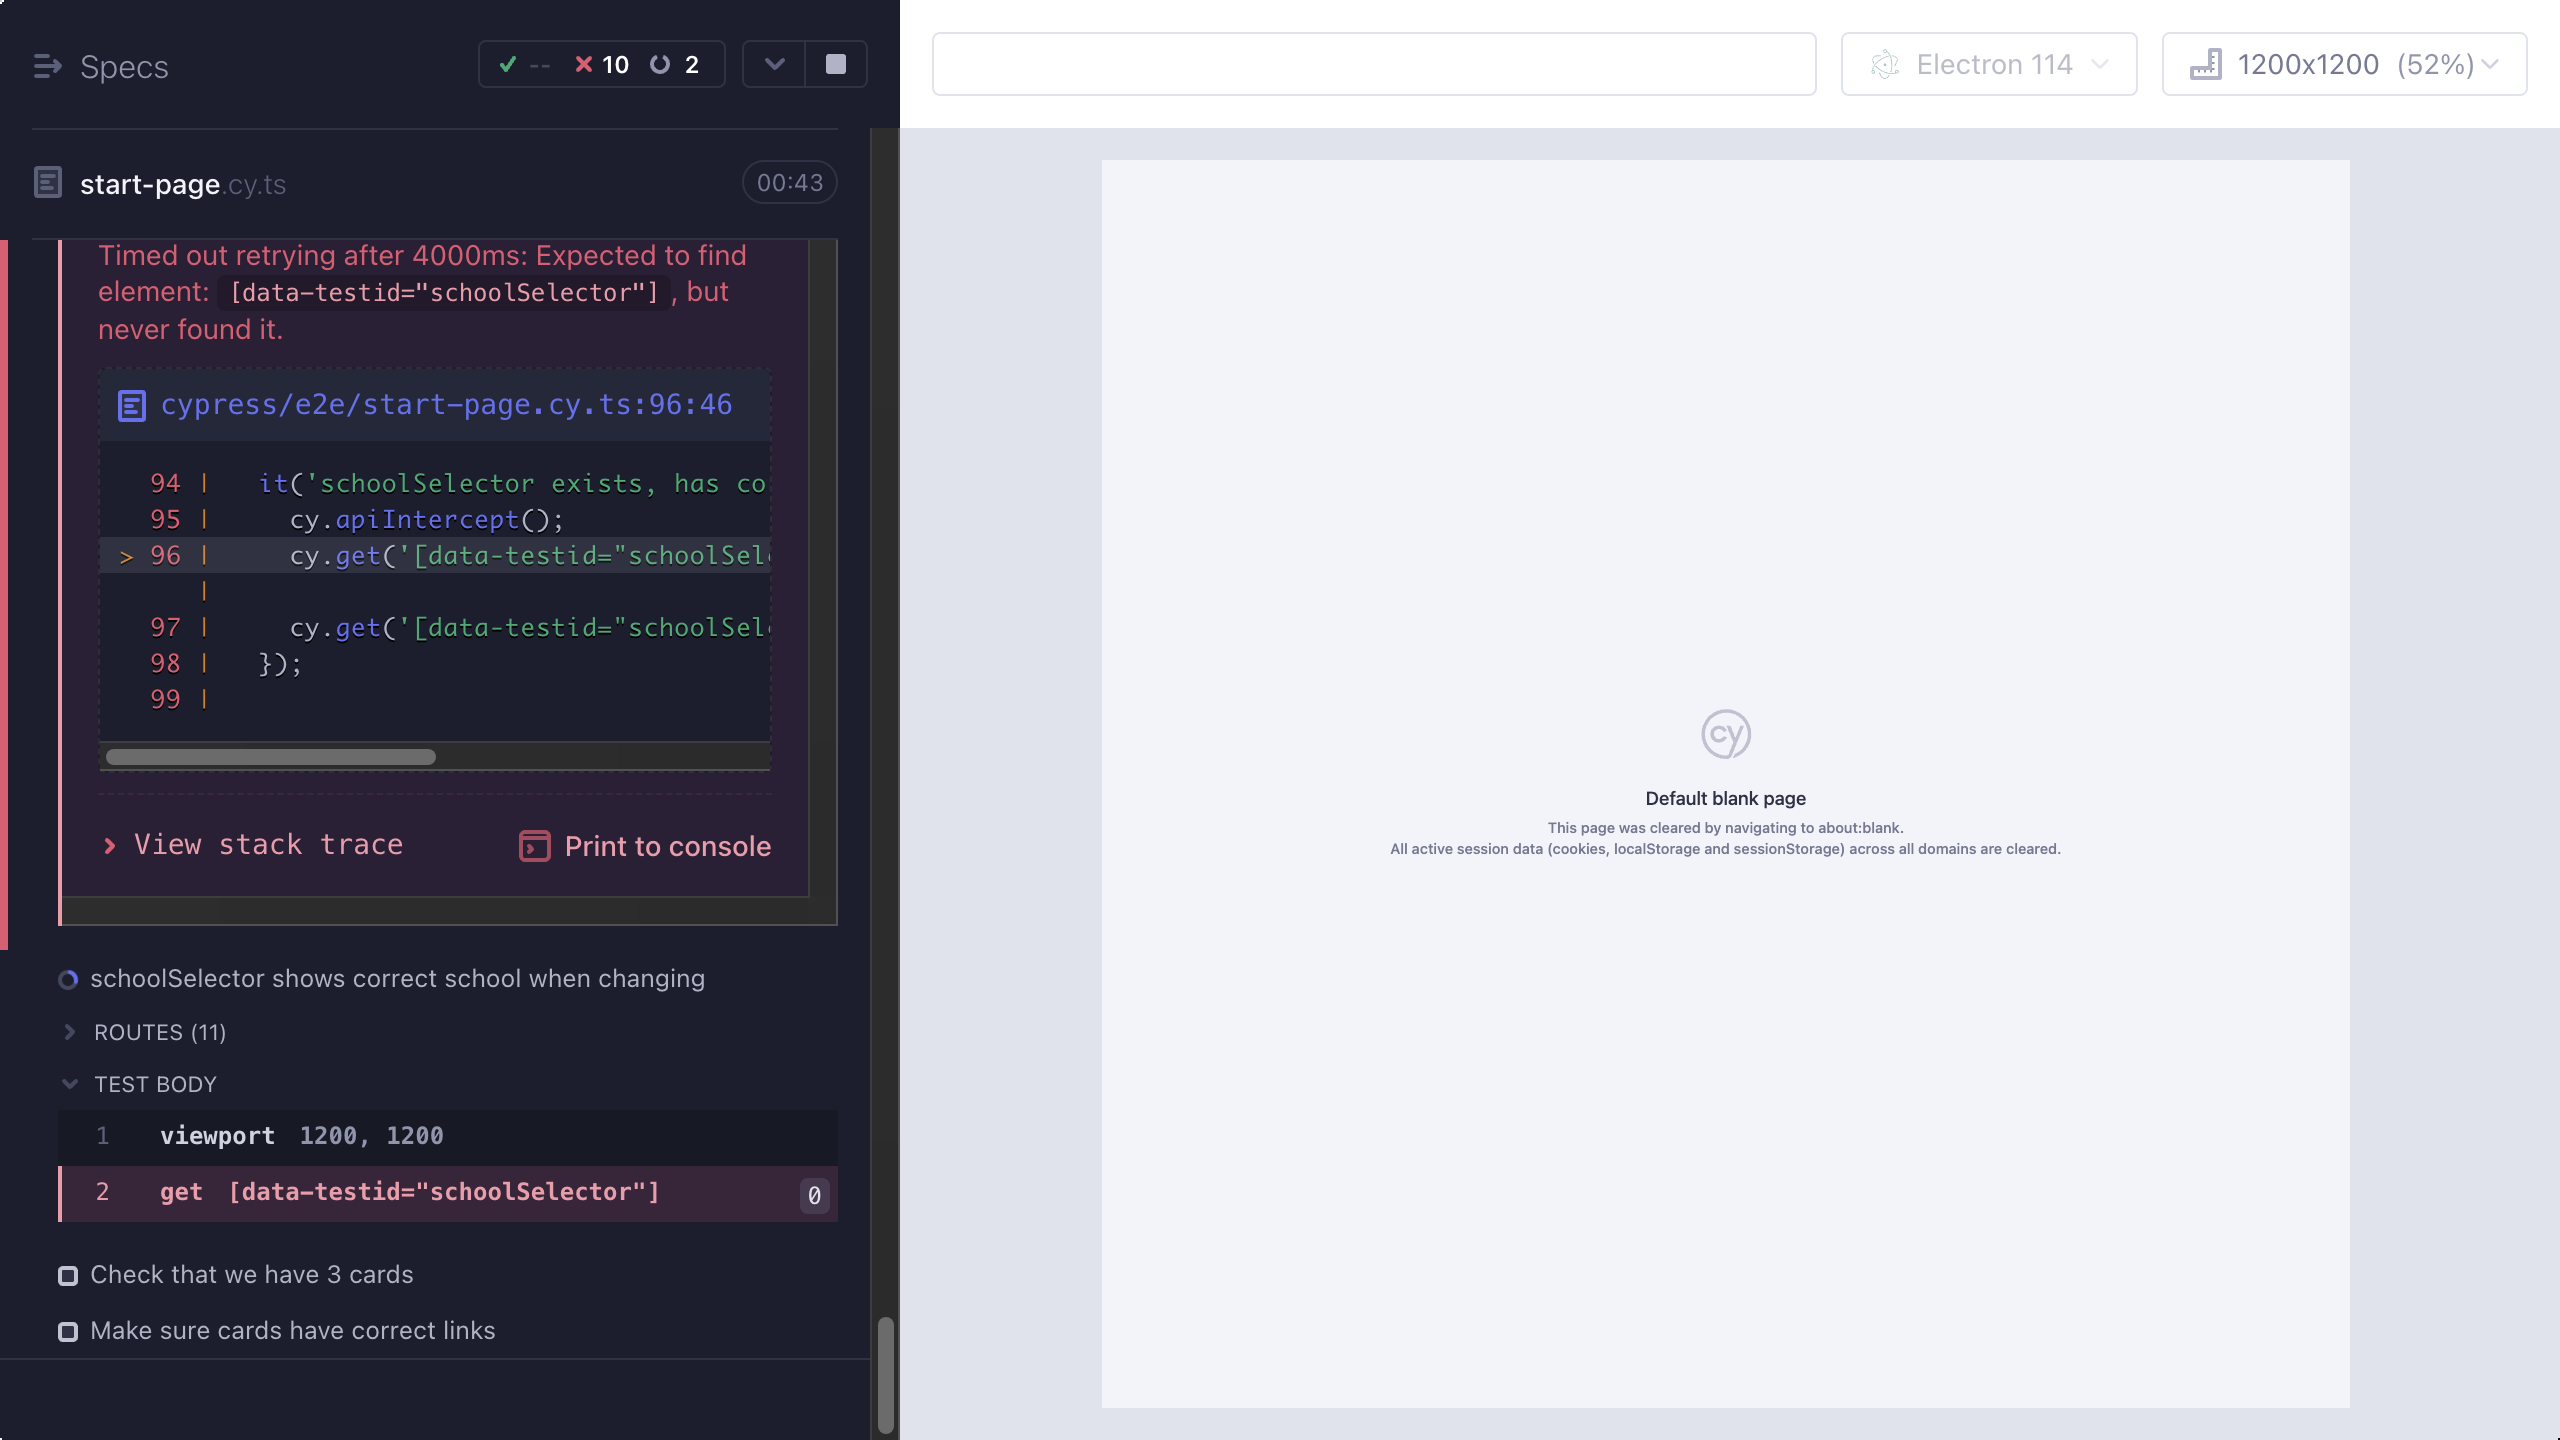 Specs
-- 10 2
start-page.cy.ts
00:43
Timed out retrying after 4000ms: Expected to find
element: [data-testid="schoolSelector"] , but
never found it.
cypress/e2e/start-page.cy.ts:96:46
94 | it('schoolSelector exists, has co
95 | cy.apiIntercept();
> 96 | cy.get('[data-testid="schoolSel
|
97 | cy.get('[data-testid="schoolSel
98 | });
99 |
View stack trace
Print to console
schoolSelector shows correct school when changing
ROUTES (11)
TEST BODY
1 viewport 1200, 1200
2 get [data-testid="schoolSelector"] 0
Check that we have 3 cards
Make sure cards have correct links
Electron 114
1200x1200 (52%)
cy
Default blank page
This page was cleared by navigating to about:blank.
All active session data (cookies, localStorage and sessionStorage) across all domains are cleared.